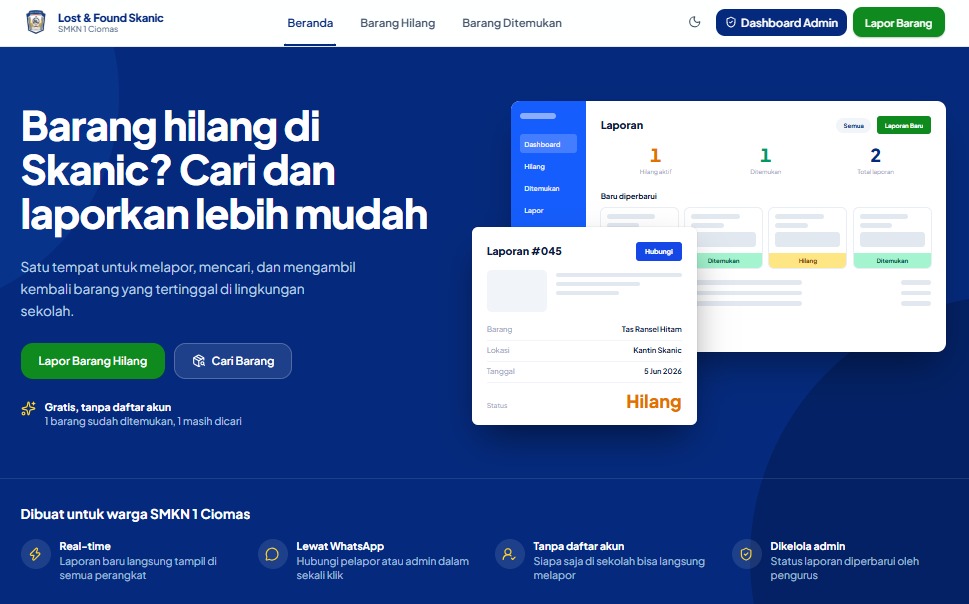 Lost & Found Skanic
SMKN 1 Ciomas
Beranda
Barang Hilang
Barang Ditemukan
Dashboard Admin
Lapor Barang
Barang hilang di
Skanic? Cari dan
laporkan lebih mudah
Satu tempat untuk melapor, mencari, dan mengambil
kembali barang yang tertinggal di lingkungan
sekolah.
Lapor Barang Hilang
Cari Barang
Gratis, tanpa daftar akun
1 barang sudah ditemukan, 1 masih dicari
Dashboard
Hilang
Ditemukan
Lapor
Laporan
Semua
Laporan Baru
1
Hilang aktif
1
Ditemukan
2
Total laporan
Baru diperbarui
Ditemukan
Hilang
Ditemukan
Laporan #045
Hubungi
Barang
Tas Ransel Hitam
Lokasi
Kantin Skanic
Tanggal
5 Jun 2026
Status
Hilang
Dibuat untuk warga SMKN 1 Ciomas
Real-time
Laporan baru langsung tampil di
semua perangkat
Lewat WhatsApp
Hubungi pelapor atau admin dalam
sekali klik
Tanpa daftar akun
Siapa saja di sekolah bisa langsung
melapor
Dikelola admin
Status laporan diperbarui oleh
pengurus